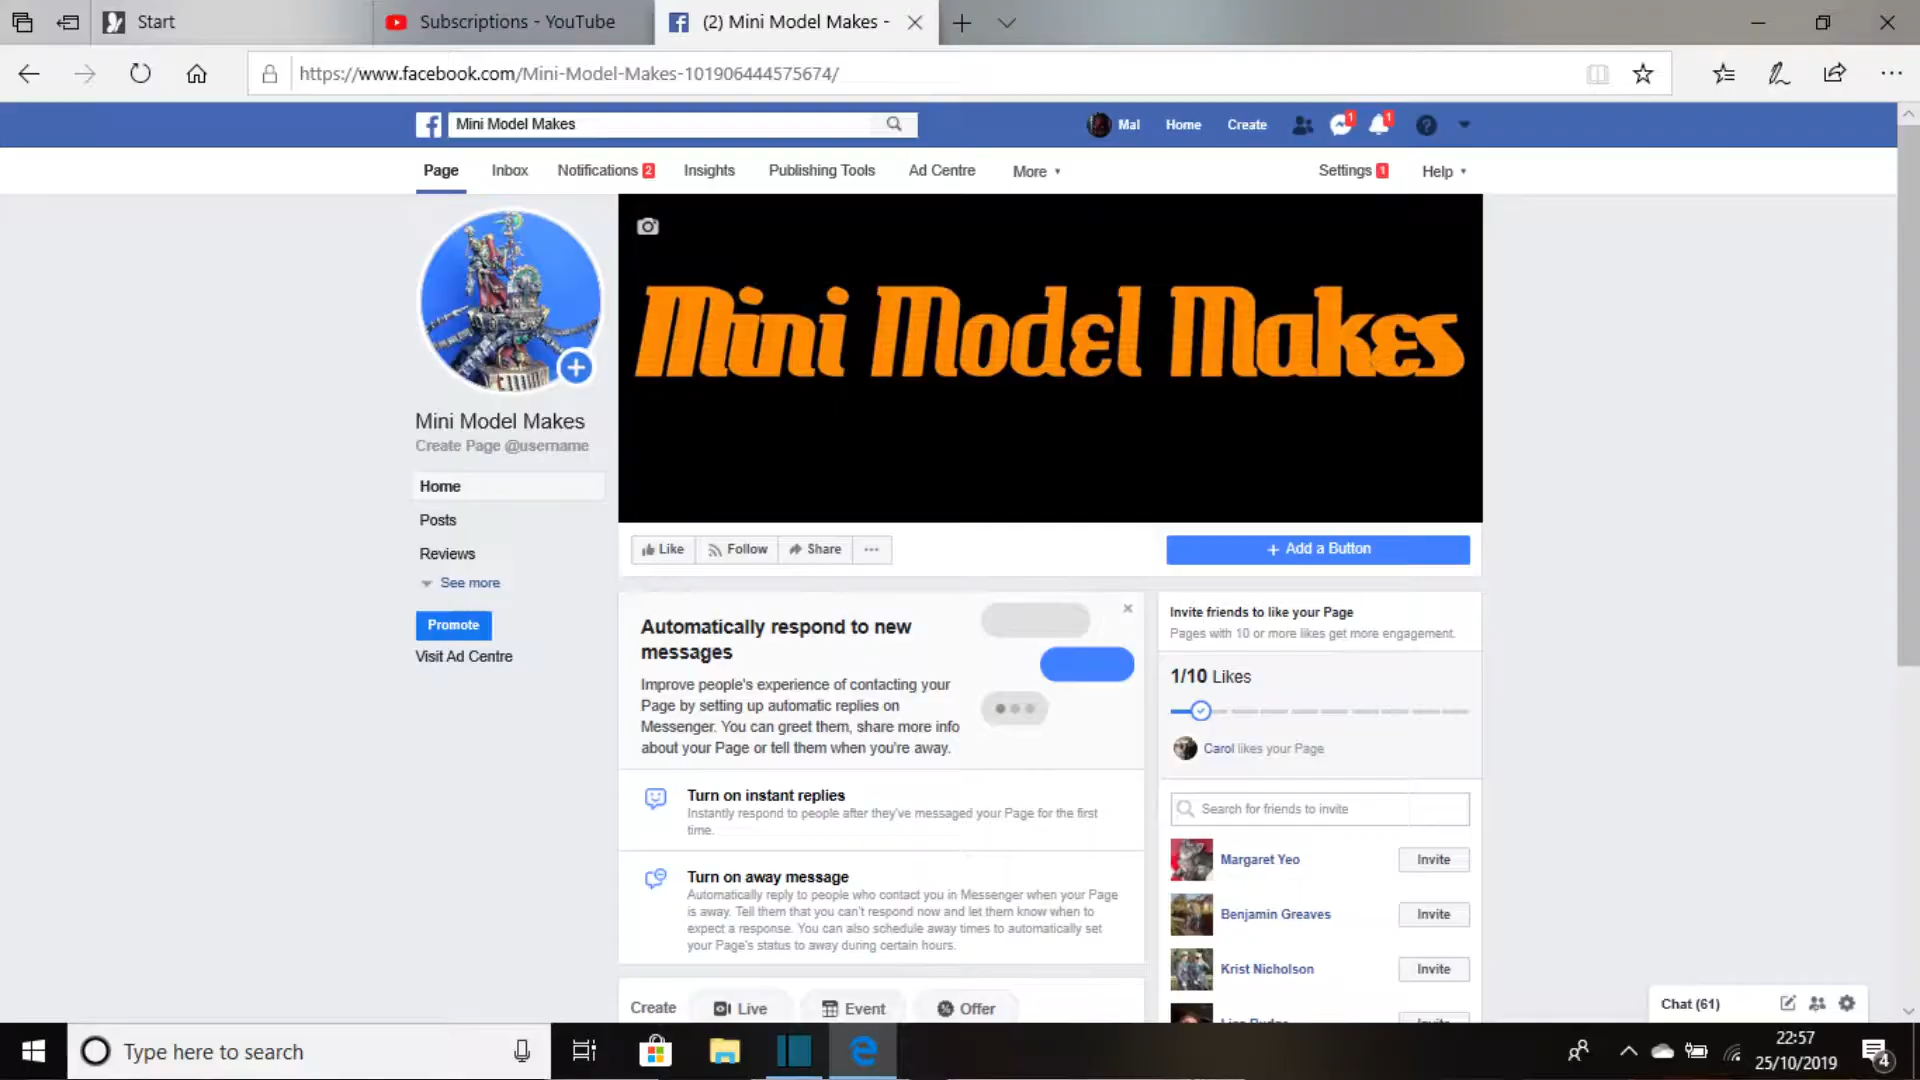 Start
Subscriptions - YouTube
(2) Mini Model Makes -
https://www.facebook.com/Mini-Model-Makes-101906444575674/
Mini Model Makes
Mal
Home
Create
1
1
Page
Inbox
Notifications 2
Insights
Publishing Tools
Ad Centre
More
Settings 1
Help
Mini Model Makes
Mini Model Makes
Create Page @username
Home
Posts
Reviews
See more
Promote
Visit Ad Centre
Like
Follow
Share
+ Add a Button
Automatically respond to new
messages
Improve people's experience of contacting your
Page by setting up automatic replies on
Messenger. You can greet them, share more info
about your Page or tell them when you're away.
Turn on instant replies
Instantly respond to people after they've messaged your Page for the first
time.
Turn on away message
Automatically reply to people who contact you in Messenger when your Page
is away. Tell them that you can't respond now and let them know when to
expect a response. You can also schedule away times to automatically set
your Page's status to away during certain hours.
Create
Live
Event
Offer
Invite friends to like your Page
Pages with 10 or more likes get more engagement.
1/10 Likes
Carol likes your Page
Search for friends to invite
Margaret Yeo
Invite
Benjamin Greaves
Invite
Krist Nicholson
Invite
Chat (61)
Type here to search
22:57
25/10/2019
4